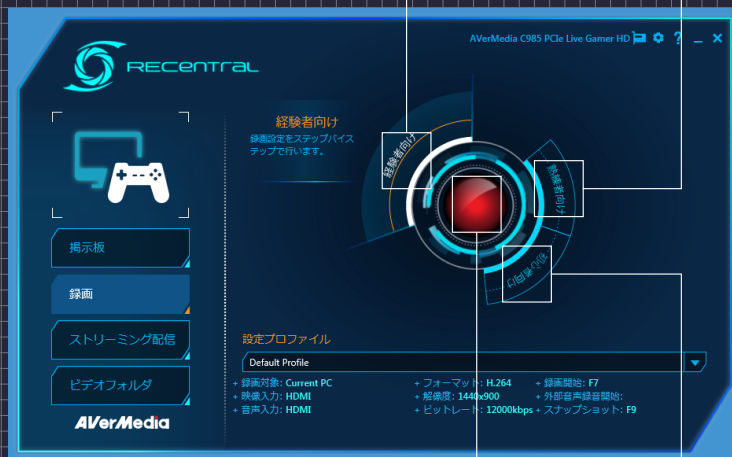 AVerMedia C985 PCIe Live Gamer HD
RECENTRAL
経験者向け
録画設定をステップバイス
テップで行います。
経験者向け
熟練者向け
初心者向け
掲示板
録画
ストリーミング配信
ビデオフォルダ
AVerMedia
設定プロファイル
Default Profile
+ 録画対象: Current PC + フォーマット: H.264 + 録画開始: F7
+ 映像入力: HDMI + 解像度: 1440x900 + 外部音声録音開始:
+ 音声入力: HDMI + ビットレート: 12000kbps + スナップショット: F9